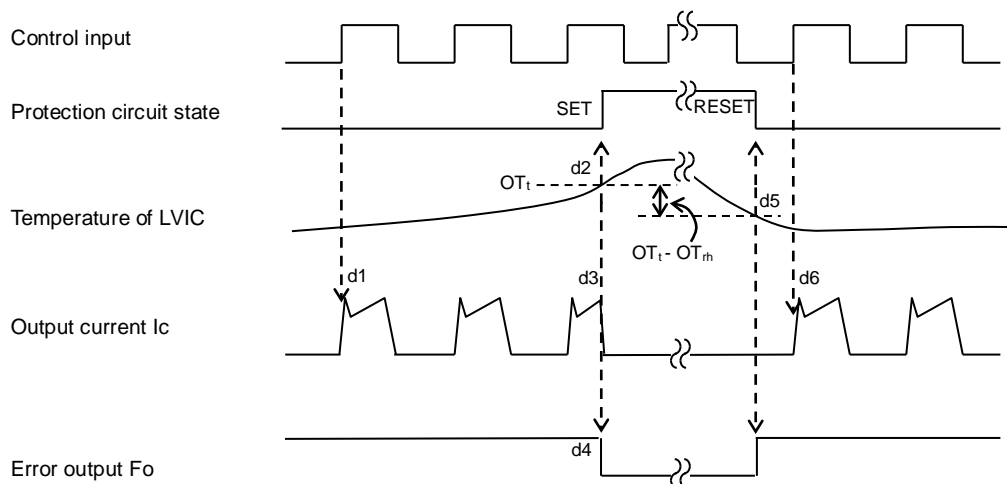 Control input
Protection circuit state
SET
RESET
d2
OTt
d5
Temperature of LVIC
OTt - OTrh
d1
d3
d6
Output current Ic
d4
Error output Fo